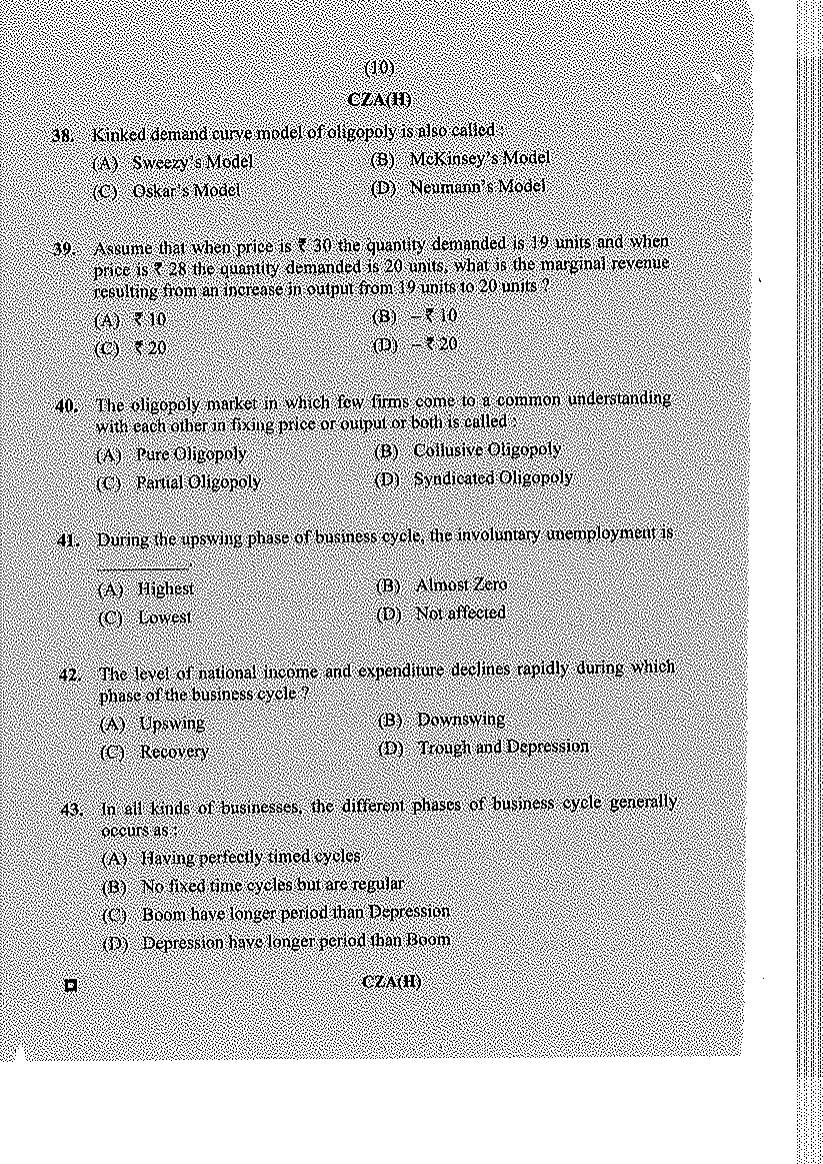 (10)
CZA(H)
38. Kinked demand curve model of oligopoly is also called :
(A) Sweezy's Model (B) McKinsey's Model
(C) Oskar's Model (D) Neumann's Model
39. Assume that when price is ₹ 30 the quantity demanded is 19 units and when
price is ₹ 28 the quantity demanded is 20 units, what is the marginal revenue
resulting from an increase in output from 19 units to 20 units ?
(A) ₹ 10 (B) – ₹ 10
(C) ₹ 20 (D) – ₹ 20
40. The oligopoly market in which few firms come to a common understanding
with each other in fixing price or output or both is called :
(A) Pure Oligopoly (B) Collusive Oligopoly
(C) Partial Oligopoly (D) Syndicated Oligopoly
41. During the upswing phase of business cycle, the involuntary unemployment is
__________.
(A) Highest (B) Almost Zero
(C) Lowest (D) Not affected
42. The level of national income and expenditure declines rapidly during which
phase of the business cycle ?
(A) Upswing (B) Downswing
(C) Recovery (D) Trough and Depression
43. In all kinds of businesses, the different phases of business cycle generally
occurs as :
(A) Having perfectly timed cycles
(B) No fixed time cycles but are regular
(C) Boom have longer period than Depression
(D) Depression have longer period than Boom
CZA(H)